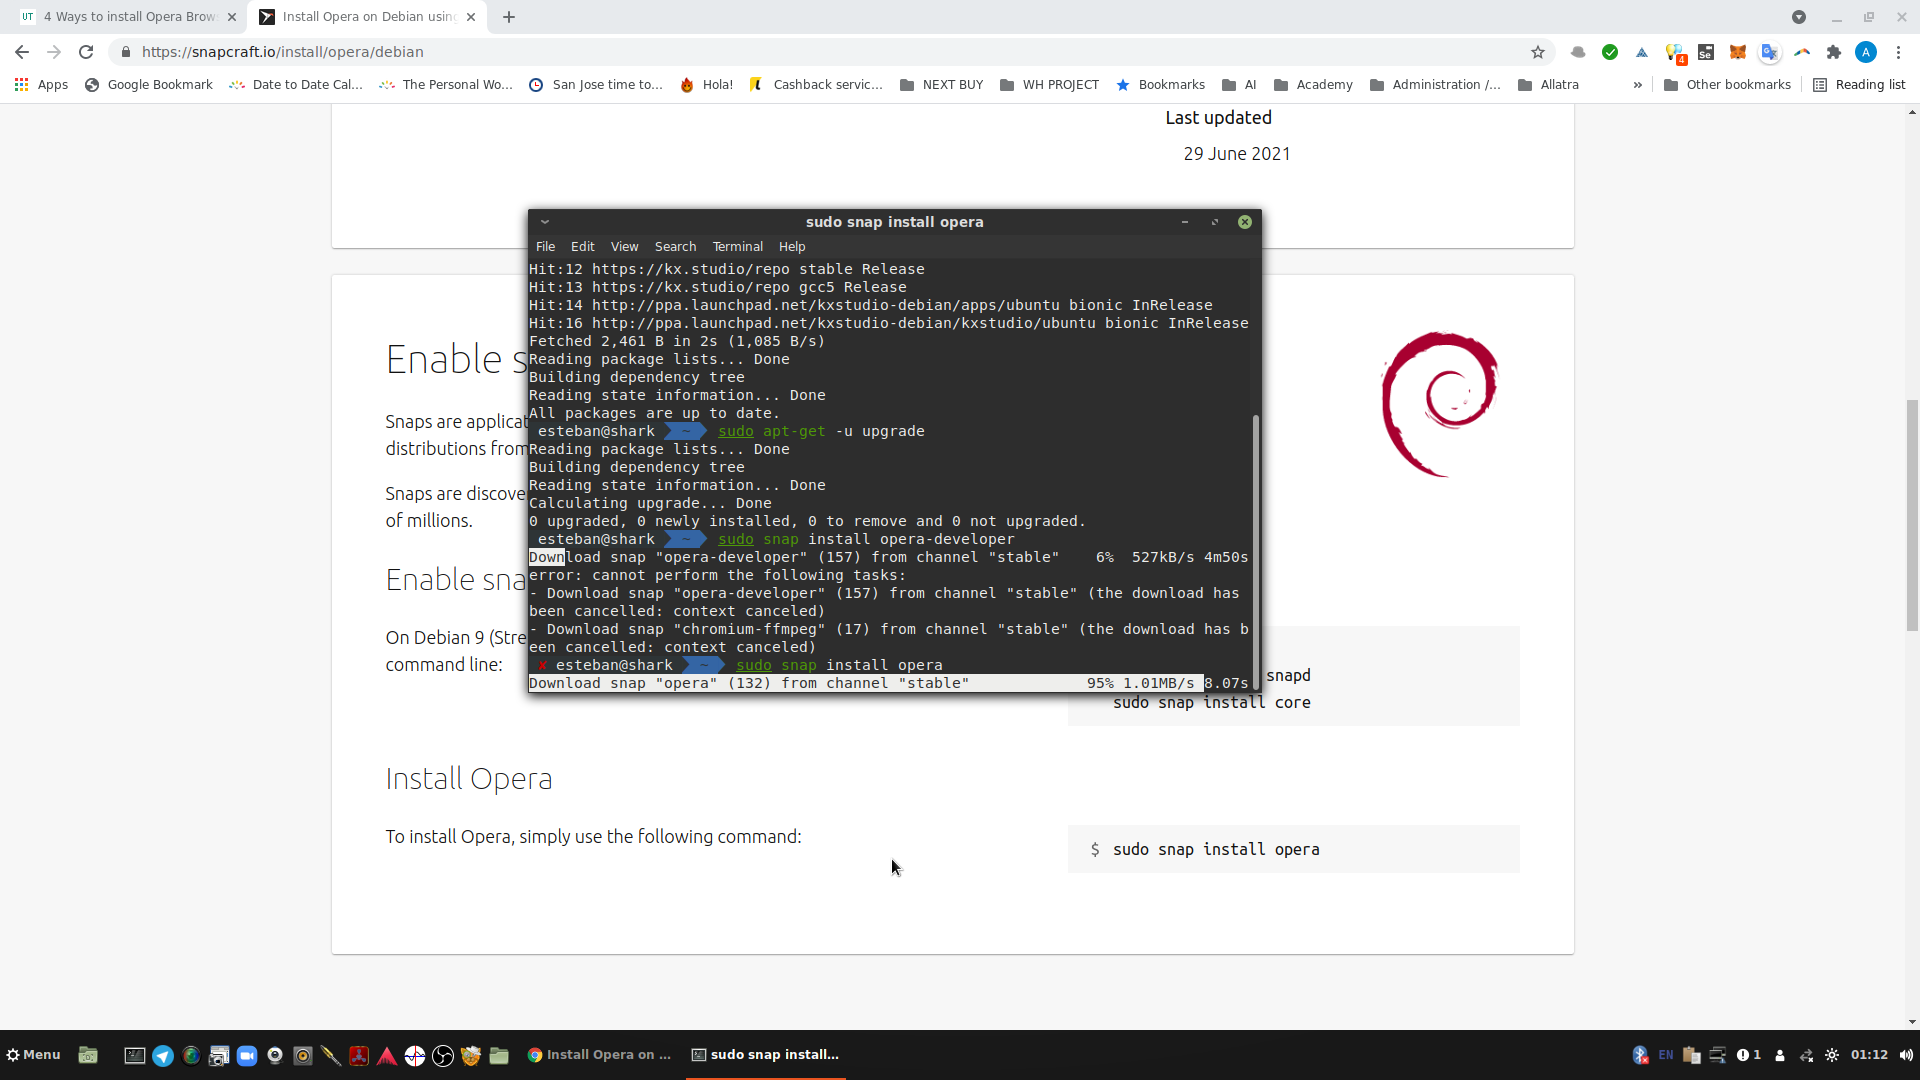 UT 4 Ways to install Opera Brow
Install Opera on Debian using
https://snapcraft.io/install/opera/debian
4
Se
A
Apps
Google Bookmark
Date to Date Cal...
The Personal Wo...
San Jose time to...
Hola!
Cashback servic...
NEXT BUY
WH PROJECT
Bookmarks
AI
Academy
Administration /...
Allatra
»
Other bookmarks
Reading list
Last updated
29 June 2021
sudo snap install opera
File Edit View Search Terminal Help
Hit:12 https://kx.studio/repo stable Release
Hit:13 https://kx.studio/repo gcc5 Release
Hit:14 http://ppa.launchpad.net/kxstudio-debian/apps/ubuntu bionic InRelease
Hit:16 http://ppa.launchpad.net/kxstudio-debian/kxstudio/ubuntu bionic InRelease
Fetched 2,461 B in 2s (1,085 B/s)
Reading package lists... Done
Building dependency tree
Reading state information... Done
All packages are up to date.
esteban@shark ~ sudo apt-get -u upgrade
Reading package lists... Done
Building dependency tree
Reading state information... Done
Calculating upgrade... Done
0 upgraded, 0 newly installed, 0 to remove and 0 not upgraded.
esteban@shark ~ sudo snap install opera-developer
Download snap "opera-developer" (157) from channel "stable" 6% 527kB/s 4m50s
error: cannot perform the following tasks:
- Download snap "opera-developer" (157) from channel "stable" (the download has
been cancelled: context canceled)
- Download snap "chromium-ffmpeg" (17) from channel "stable" (the download has b
een cancelled: context canceled)
✘ esteban@shark ~ sudo snap install opera
Download snap "opera" (132) from channel "stable" 95% 1.01MB/s 8.07s
Enable s
Snaps are applicat
distributions from
Snaps are discove
of millions.
Enable sna
On Debian 9 (Stre
command line:
snapd
sudo snap install core
Install Opera
To install Opera, simply use the following command:
$ sudo snap install opera
Menu
Install Opera on ...
sudo snap install...
EN
1
01:12